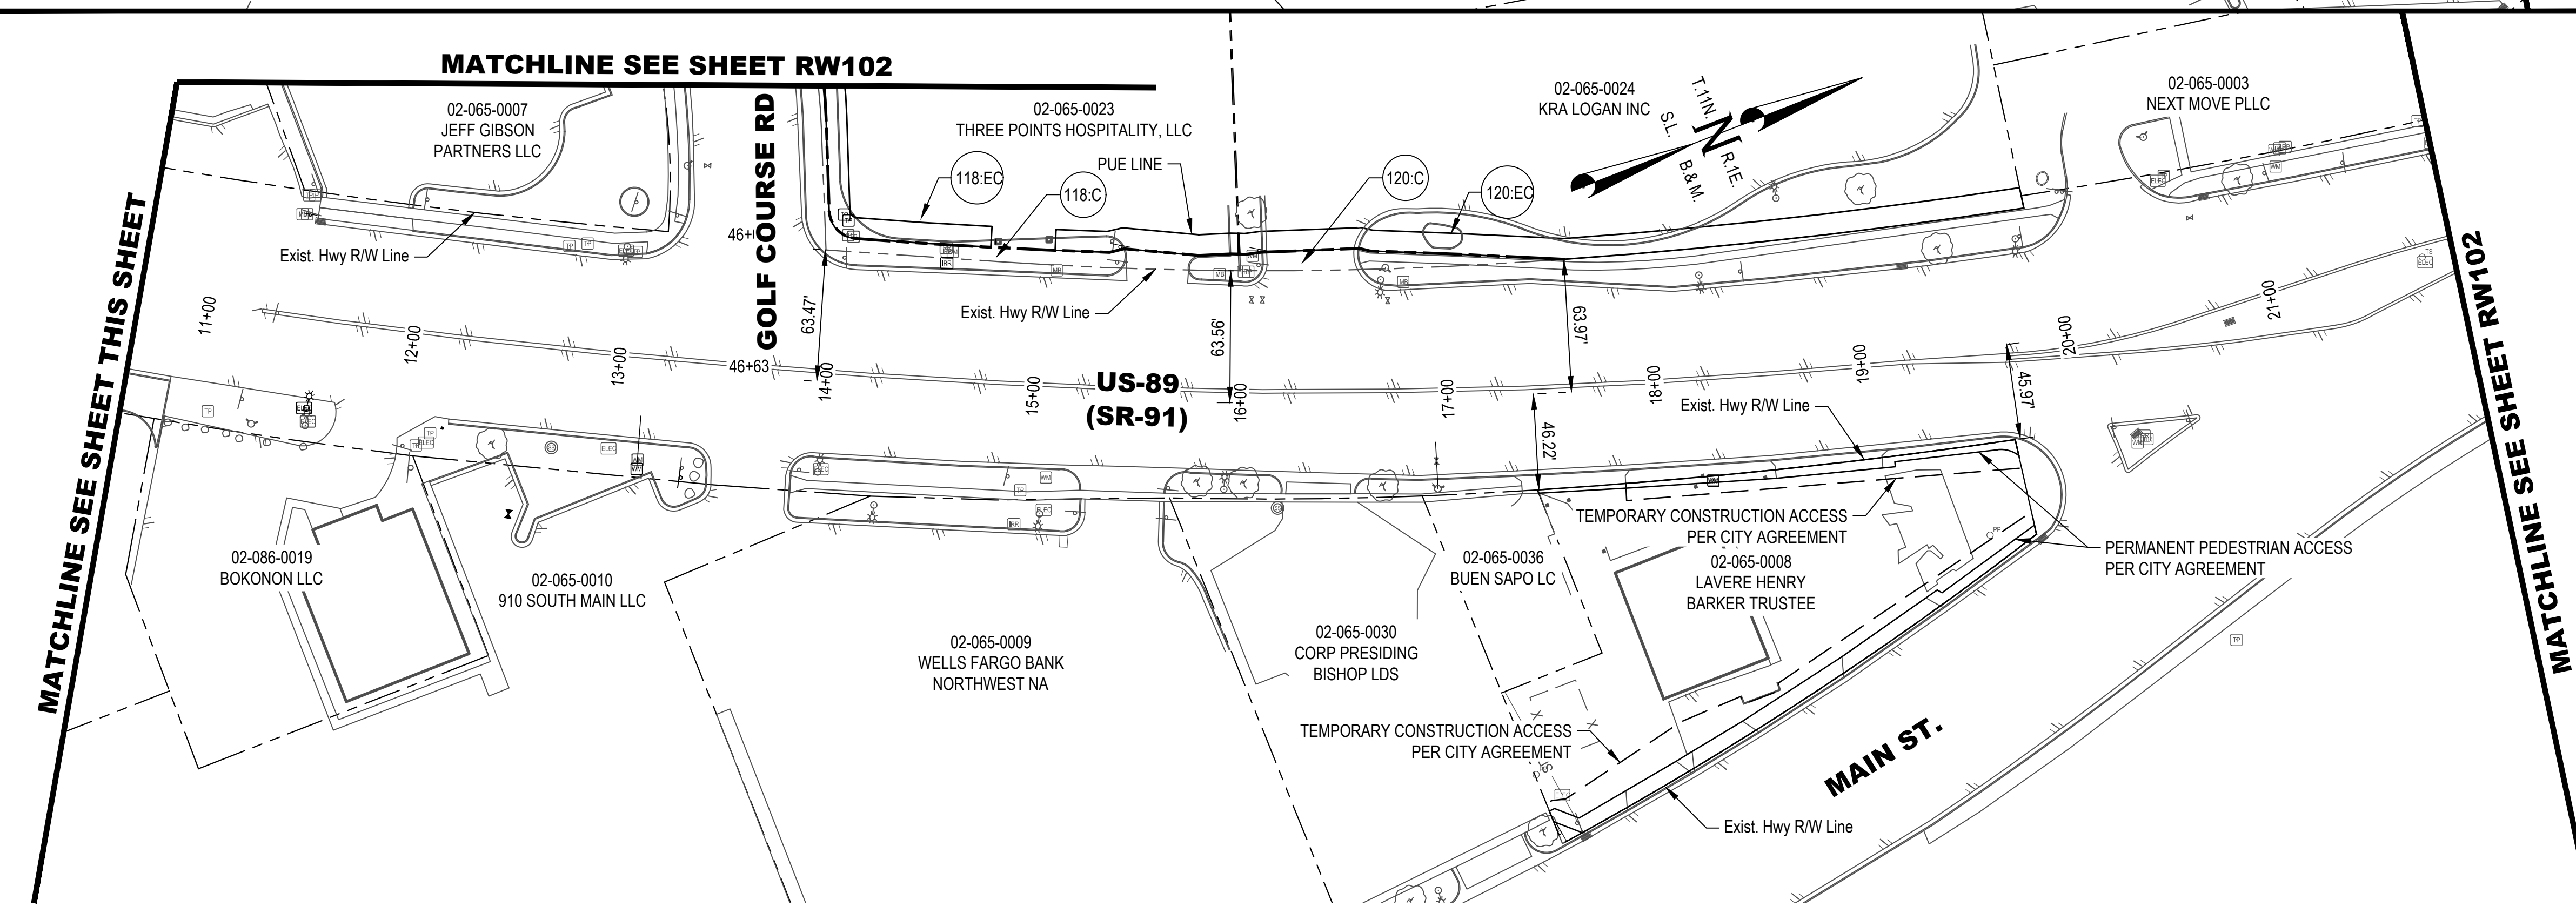 MATCHLINE SEE SHEET RW102
02-065-0007
JEFF GIBSON
PARTNERS LLC
GOLF COURSE RD
02-065-0023
THREE POINTS HOSPITALITY, LLC
PUE LINE
118:EC
118:C
02-065-0024
KRA LOGAN INC
120:C
120:EC
T.11N.
S.L.
N
R.1E.
B.& M.
02-065-0003
NEXT MOVE PLLC
Exist. Hwy R/W Line
Exist. Hwy R/W Line
MATCHLINE SEE SHEET THIS SHEET
MATCHLINE SEE SHEET RW102
63.47'
63.56'
63.97'
46.22'
45.97'
46+63
11+00
12+00
13+00
14+00
15+00
16+00
17+00
18+00
19+00
20+00
21+00
US-89
(SR-91)
Exist. Hwy R/W Line
TEMPORARY CONSTRUCTION ACCESS
PER CITY AGREEMENT
PERMANENT PEDESTRIAN ACCESS
PER CITY AGREEMENT
02-086-0019
BOKONON LLC
02-065-0010
910 SOUTH MAIN LLC
02-065-0009
WELLS FARGO BANK
NORTHWEST NA
02-065-0030
CORP PRESIDING
BISHOP LDS
02-065-0036
BUEN SAPO LC
02-065-0008
LAVERE HENRY
BARKER TRUSTEE
TEMPORARY CONSTRUCTION ACCESS
PER CITY AGREEMENT
MAIN ST.
Exist. Hwy R/W Line